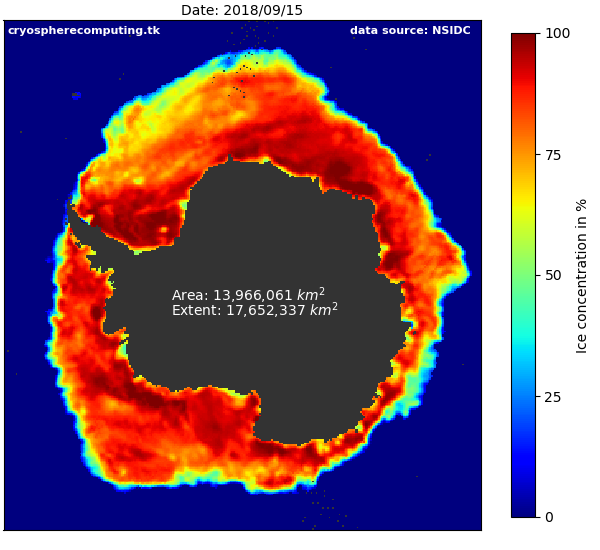 Date: 2018/09/15
cryospherecomputing.tk data source: NSIDC
Area: 13,966,061 km²
Extent: 17,652,337 km²
100
75
50
25
0
Ice concentration in %